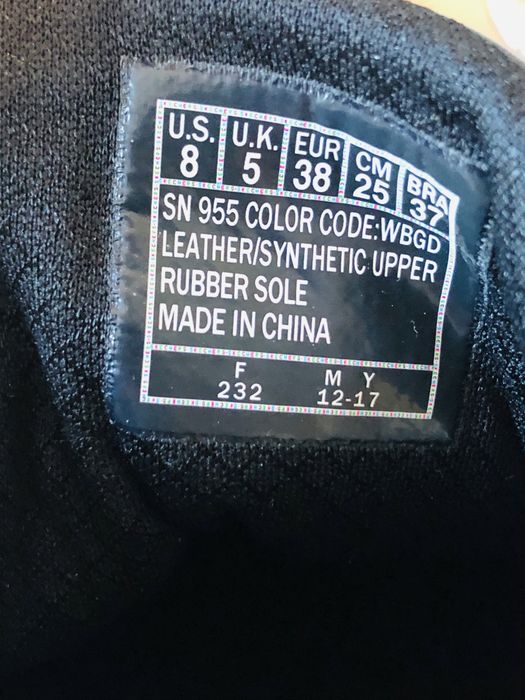 U.S. U.K. EUR CM BRA
8 5 38 25 37
SN 955 COLOR CODE:WBGD
LEATHER/SYNTHETIC UPPER
RUBBER SOLE
MADE IN CHINA
F M Y
232 12-17